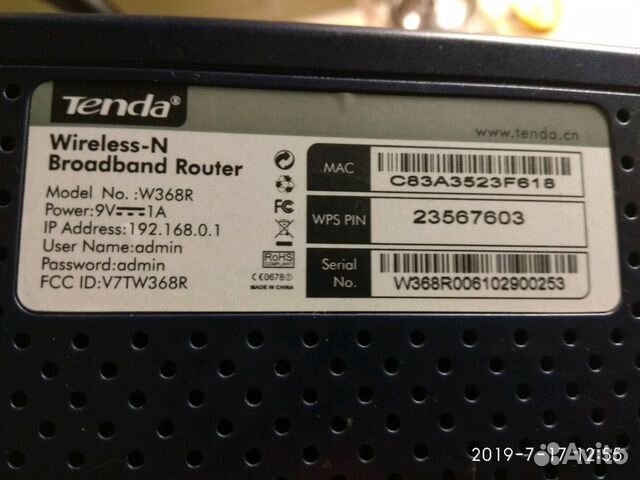 Tenda®
www.tenda.cn
Wireless-N
Broadband Router
Model No. :W368R
Power:9V⎓1A
IP Address:192.168.0.1
User Name:admin
Password:admin
FCC ID:V7TW368R
FC
RoHS
COMPLIANT
CE0678
MADE IN CHINA
MAC
C83A3523F618
WPS PIN
23567603
Serial
No.
W368R006102900253
2019-7-17 12:55
Avito